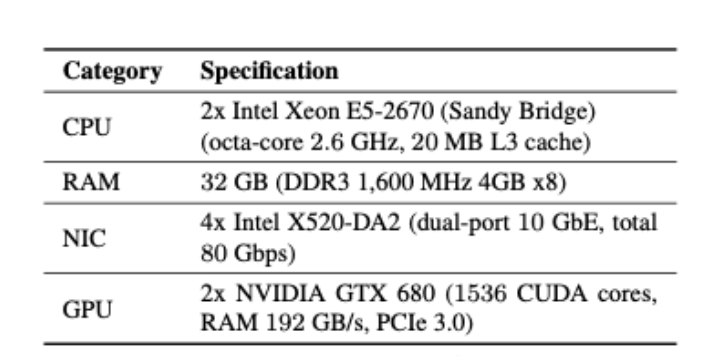 Category Specification
CPU
2x Intel Xeon E5-2670 (Sandy Bridge)
(octa-core 2.6 GHz, 20 MB L3 cache)
RAM 32 GB (DDR3 1,600 MHz 4GB x8)
NIC
4x Intel X520-DA2 (dual-port 10 GbE, total
80 Gbps)
GPU
2x NVIDIA GTX 680 (1536 CUDA cores,
RAM 192 GB/s, PCIe 3.0)